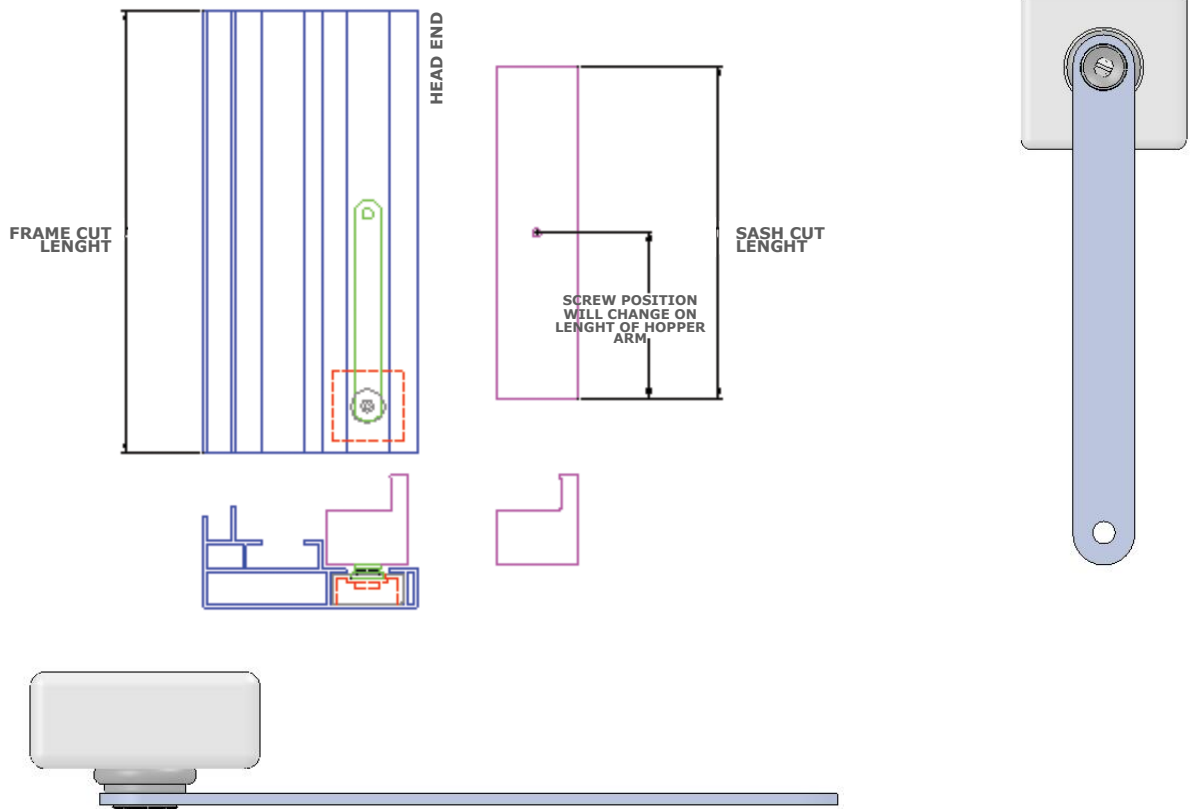 HEAD END
FRAME CUT
LENGHT
SASH CUT
LENGHT
SCREW POSITION
WILL CHANGE ON
LENGHT OF HOPPER
ARM